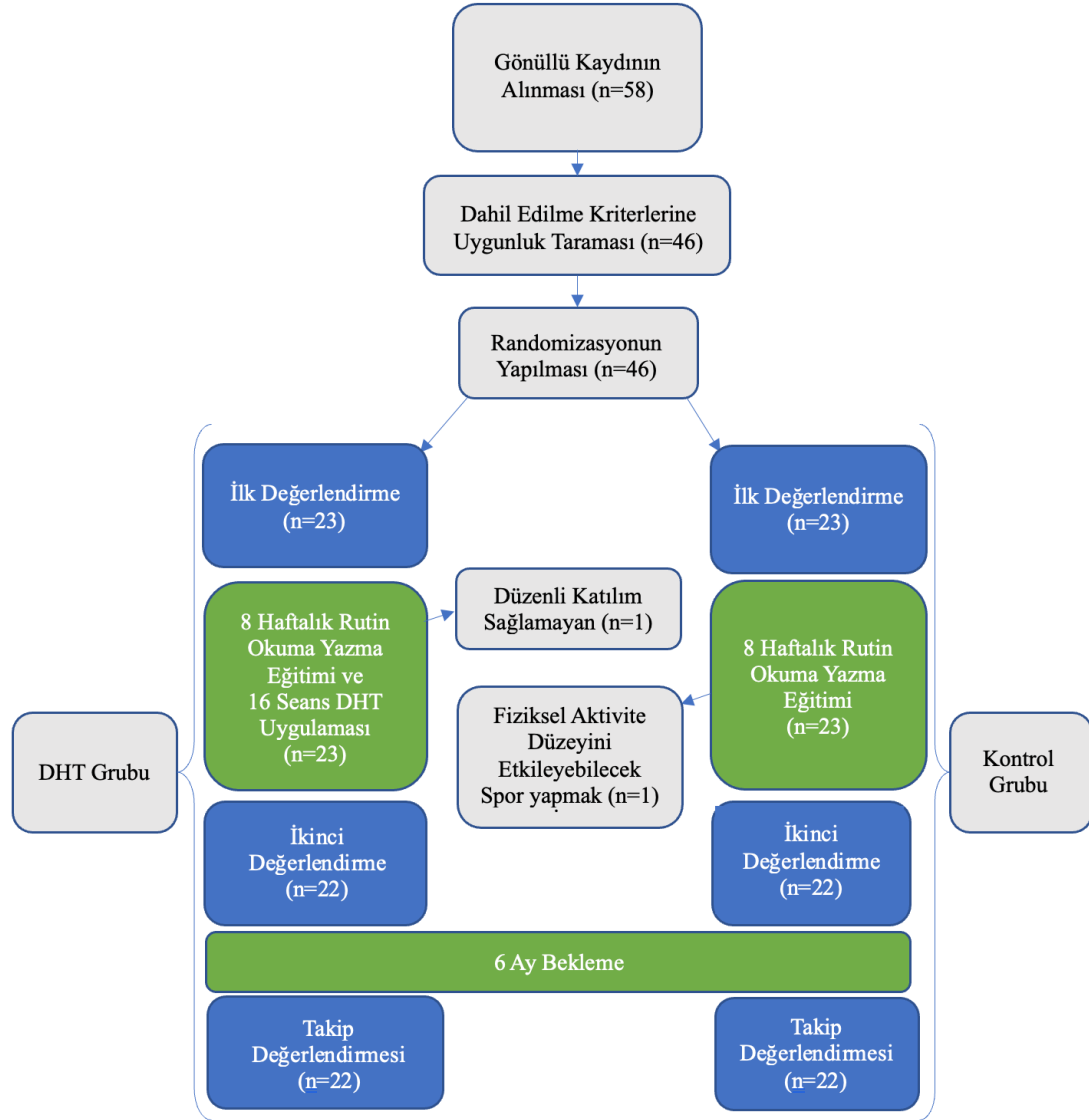 Gönüllü Kaydının
Alınması (n=58)
Dahil Edilme Kriterlerine
Uygunluk Taraması (n=46)
Randomizasyonun
Yapılması (n=46)
İlk Değerlendirme
(n=23)
İlk Değerlendirme
(n=23)
8 Haftalık Rutin
Okuma Yazma
Eğitimi ve
16 Seans DHT
Uygulaması
(n=23)
Düzenli Katılım
Sağlamayan (n=1)
8 Haftalık Rutin
Okuma Yazma
Eğitimi
(n=23)
Fiziksel Aktivite
Düzeyini
Etkileyebilecek
Spor yapmak (n=1)
.
DHT Grubu
Kontrol
Grubu
İkinci
Değerlendirme
(n=22)
İkinci
Değerlendirme
(n=22)
6 Ay Bekleme
Takip
Değerlendirmesi
(n=22)
Takip
Değerlendirmesi
(n=22)